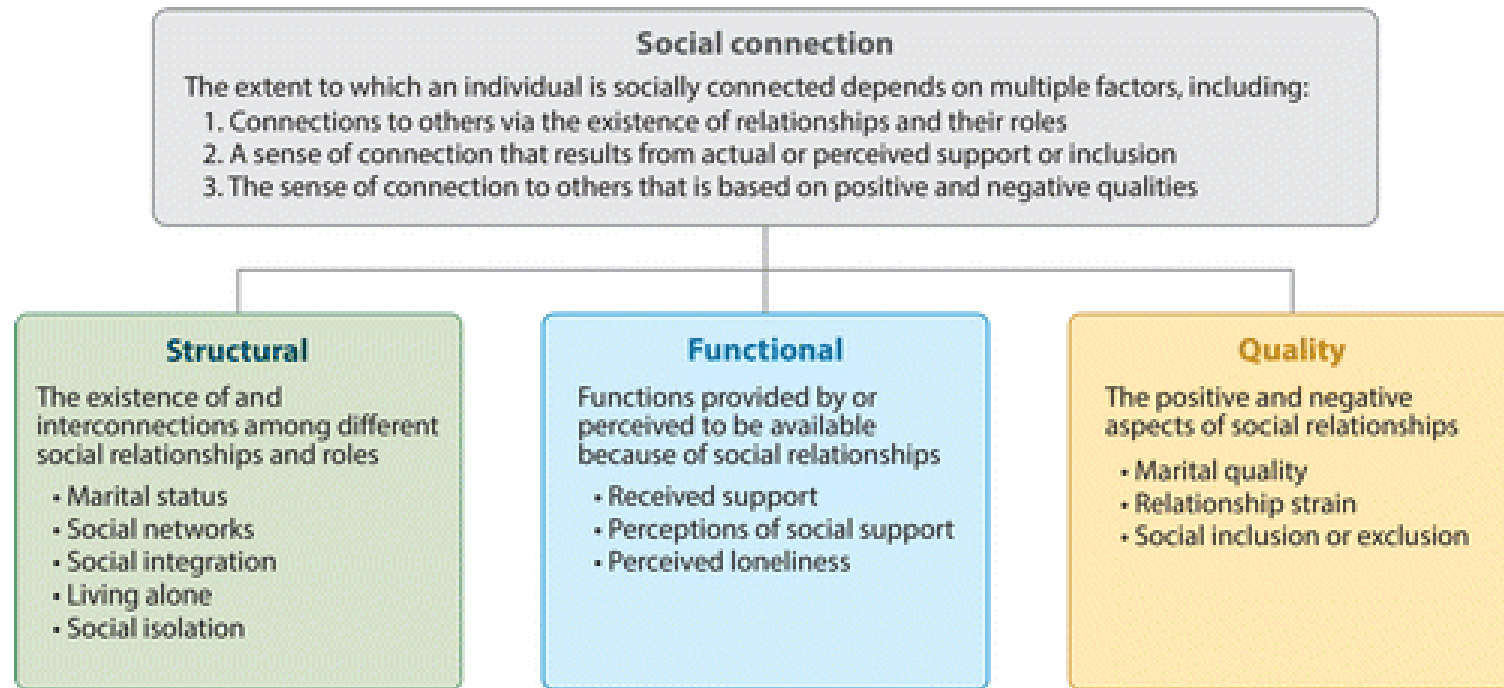 Social connection
The extent to which an individual is socially connected depends on multiple factors, including:
1. Connections to others via the existence of relationships and their roles
2. A sense of connection that results from actual or perceived support or inclusion
3. The sense of connection to others that is based on positive and negative qualities
Structural
The existence of and
interconnections among different
social relationships and roles
• Marital status
• Social networks
• Social integration
• Living alone
• Social isolation
Functional
Functions provided by or
perceived to be available
because of social relationships
• Received support
• Perceptions of social support
• Perceived loneliness
Quality
The positive and negative
aspects of social relationships
• Marital quality
• Relationship strain
• Social inclusion or exclusion